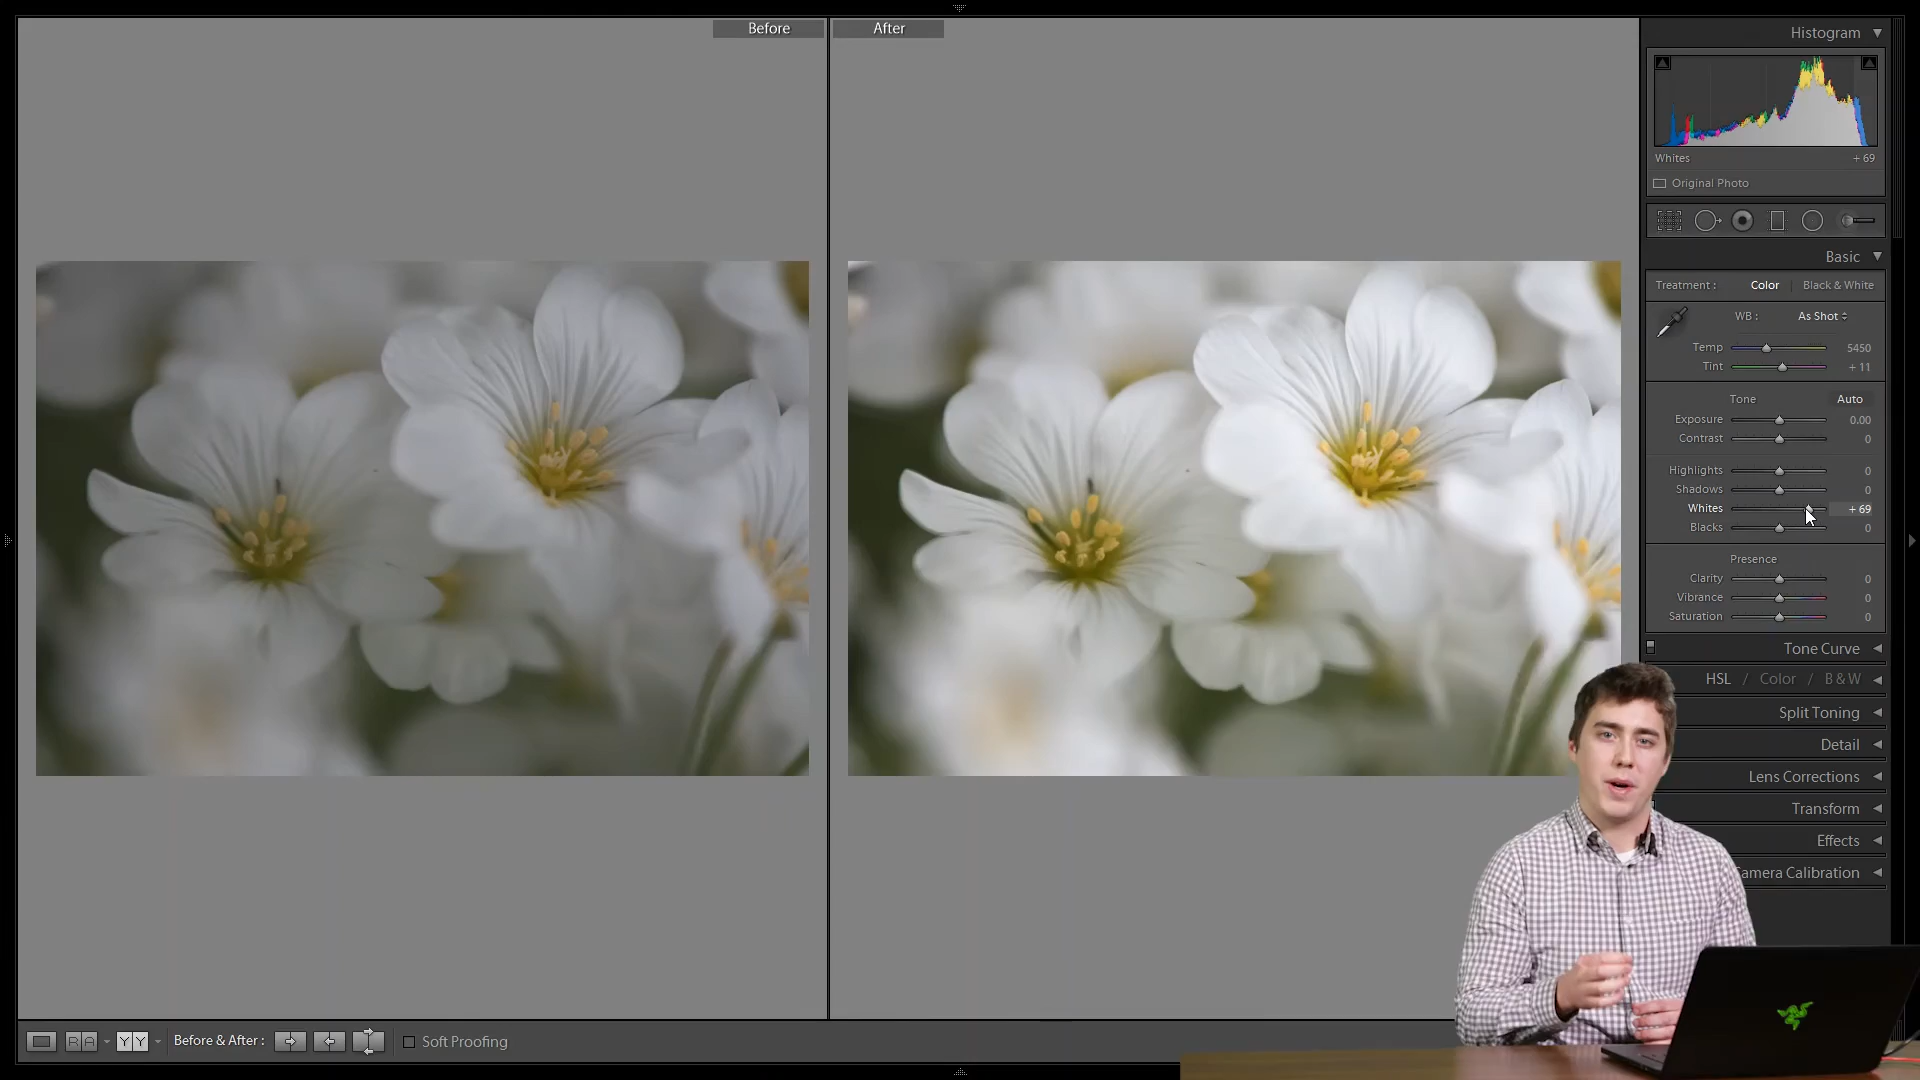 Before
After
Histogram
Whites + 69
Original Photo
Basic
Treatment : Color Black & White
WB : As Shot
Temp 5450
Tint + 11
Tone Auto
Exposure 0.00
Contrast 0
Highlights 0
Shadows 0
Whites + 69
Blacks 0
Presence
Clarity 0
Vibrance 0
Saturation 0
Tone Curve
HSL / Color / B & W
Split Toning
Detail
Lens Corrections
Transform
Effects
amera Calibration
R A
Y Y
Before & After :
Soft Proofing